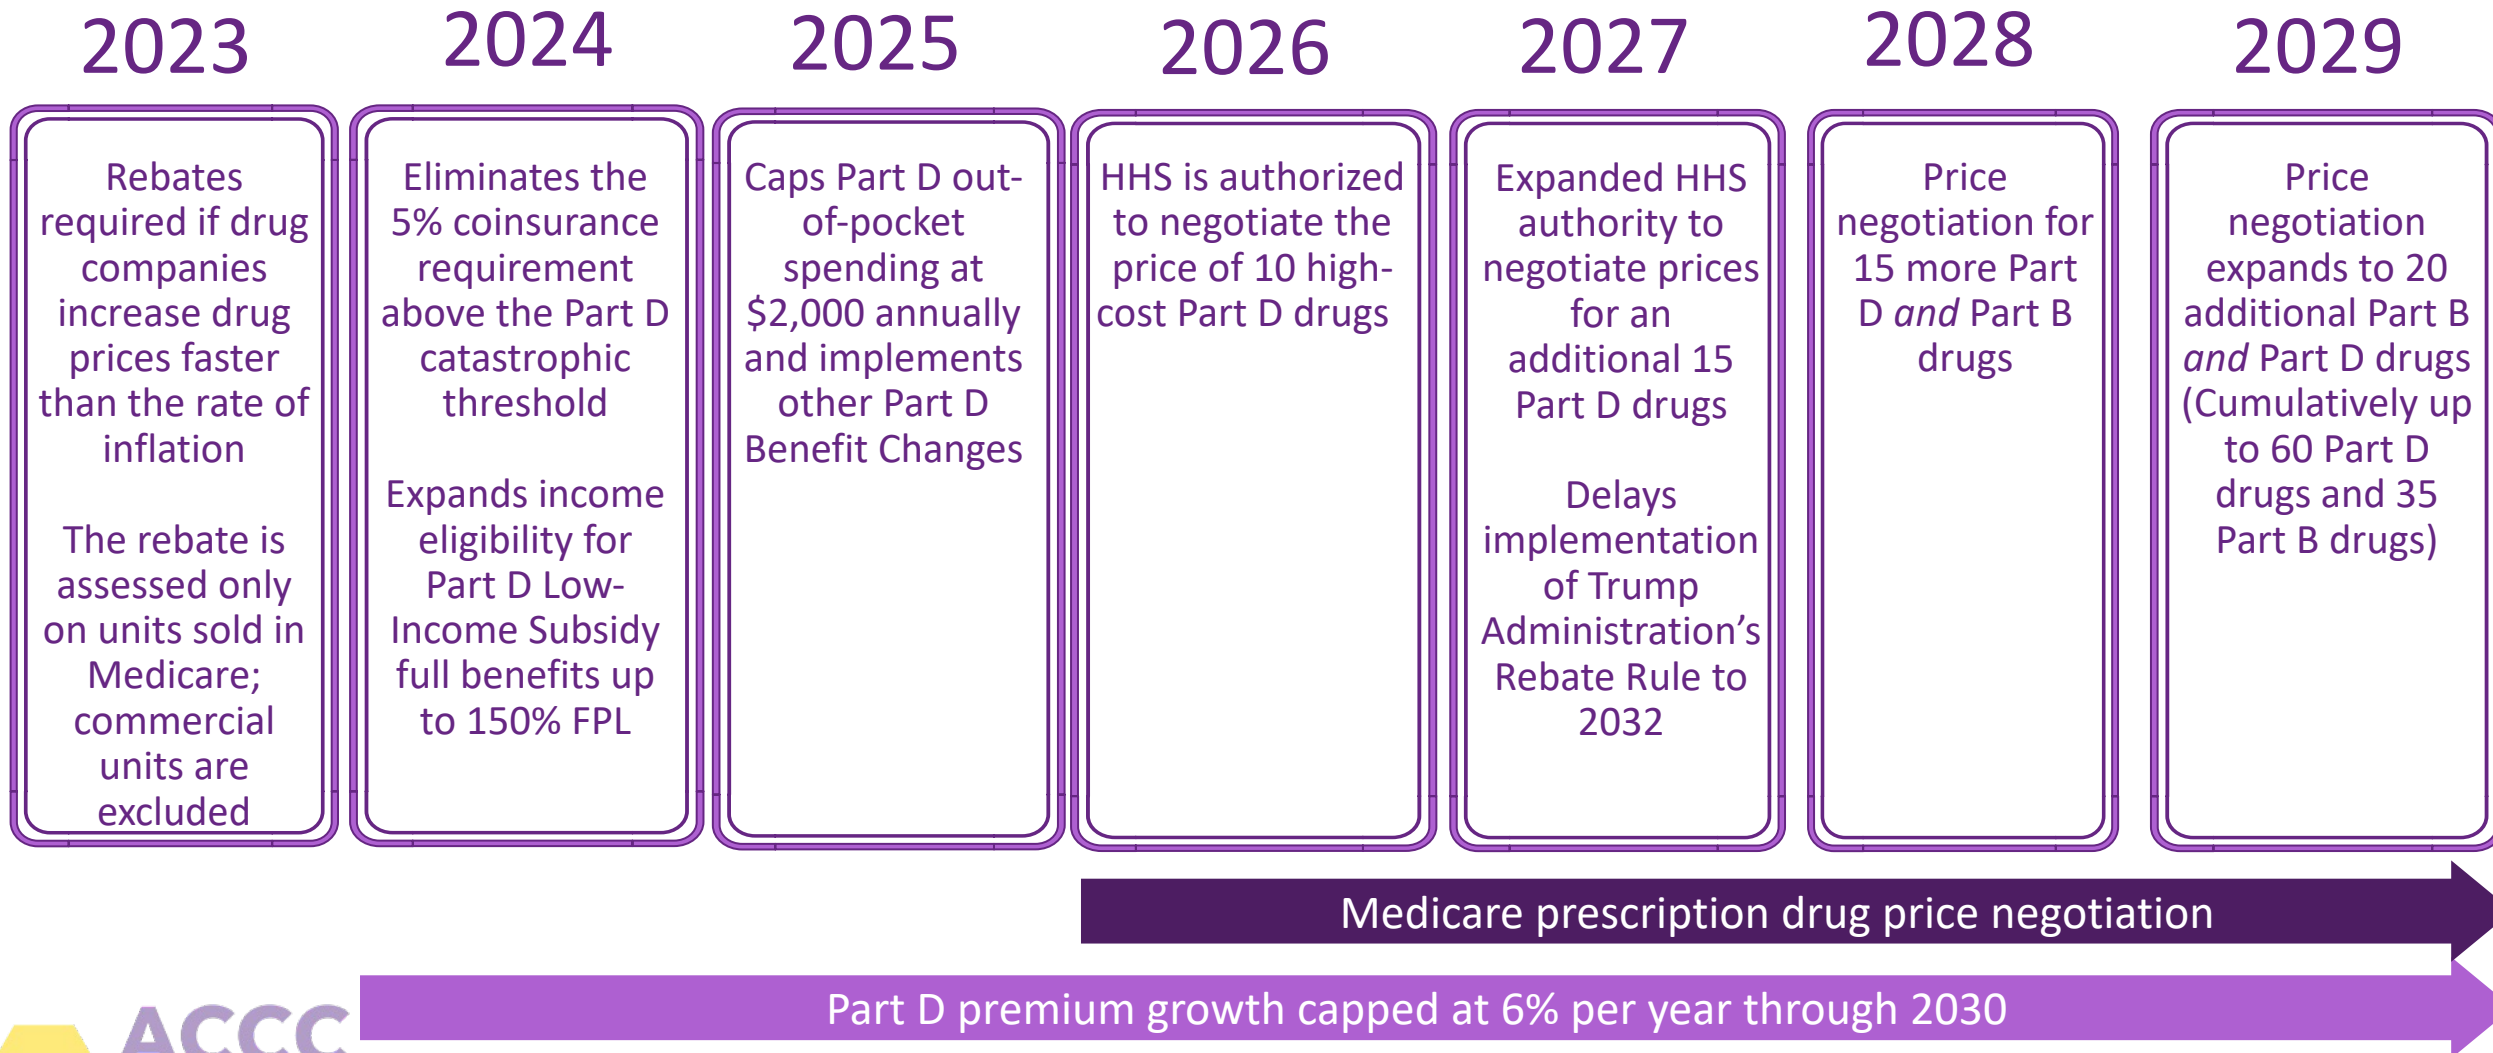 2023
2024
2025
2026
2027
2028
2029
Rebates
required if drug
companies
increase drug
prices faster
than the rate of
inflation
The rebate is
assessed only
on units sold in
Medicare;
commercial
units are
excluded
Eliminates the
5% coinsurance
requirement
above the Part D
catastrophic
threshold
Expands income
eligibility for
Part D Low-
Income Subsidy
full benefits up
to 150% FPL
Caps Part D out-
of-pocket
spending at
$2,000 annually
and implements
other Part D
Benefit Changes
HHS is authorized
to negotiate the
price of 10 high-
cost Part D drugs
Expanded HHS
authority to
negotiate prices
for an
additional 15
Part D drugs
Delays
implementation
of Trump
Administration’s
Rebate Rule to
2032
Price
negotiation for
15 more Part
D and Part B
drugs
Price
negotiation
expands to 20
additional Part B
and Part D drugs
(Cumulatively up
to 60 Part D
drugs and 35
Part B drugs)
Medicare prescription drug price negotiation
Part D premium growth capped at 6% per year through 2030
ACCC